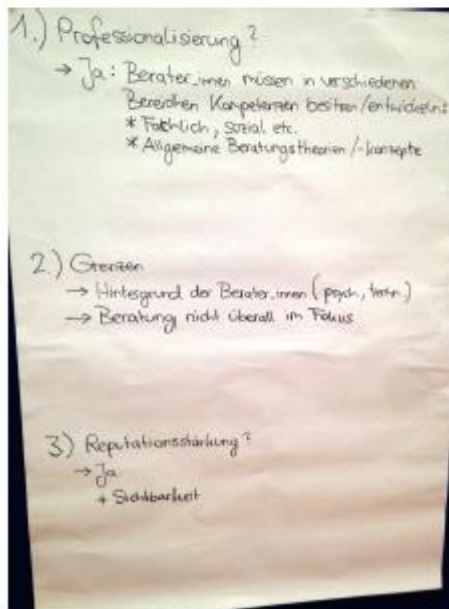 1.) Professionalisierung?
→ Ja: Berater_innen müssen in verschiedenen
Bereichen Kompetenzen besitzen/entwickeln:
* Fachlich, sozial etc.
* Allgemeine Beratungstheorien/-konzepte
2.) Grenzen
→ Hintergrund der Berater_innen (psych., techn.)
→ Beratung nicht überall im Fokus
3) Reputationsstärkung?
→ Ja
+ Sichtbarkeit